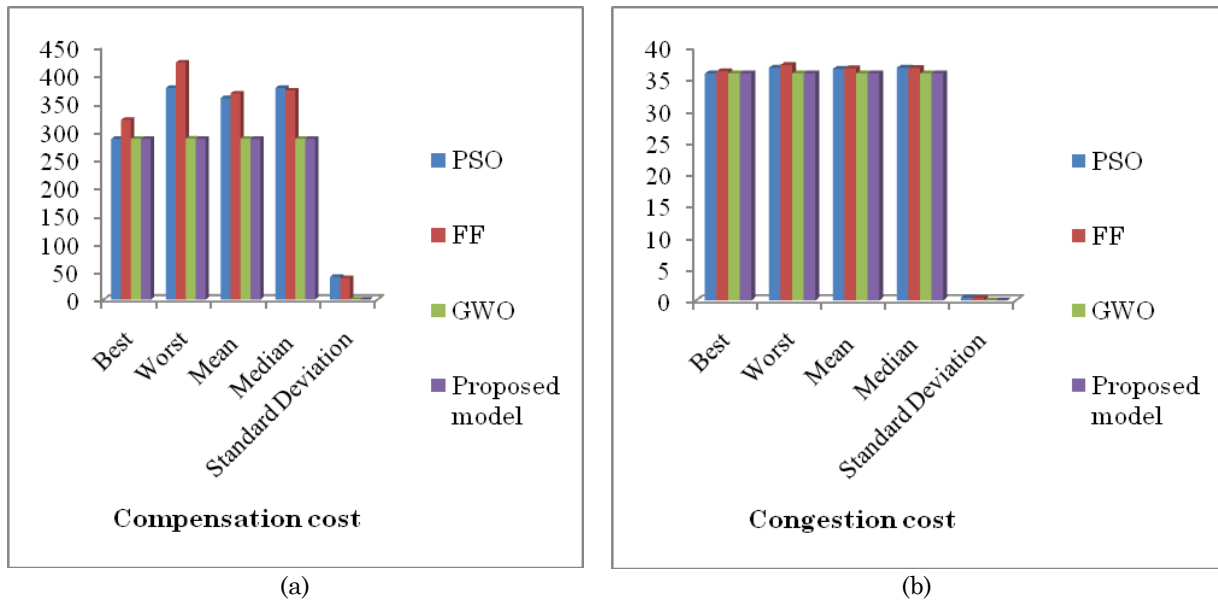 450
400
350
300
250
200
150
100
50
0
Best
Worst
Mean
Median
Standard Deviation
PSO
FF
GWO
Proposed
model
Compensation cost
(a)
40
35
30
25
20
15
10
5
0
Best
Worst
Mean
Median
Standard Deviation
PSO
FF
GWO
Proposed
model
Congestion cost
(b)